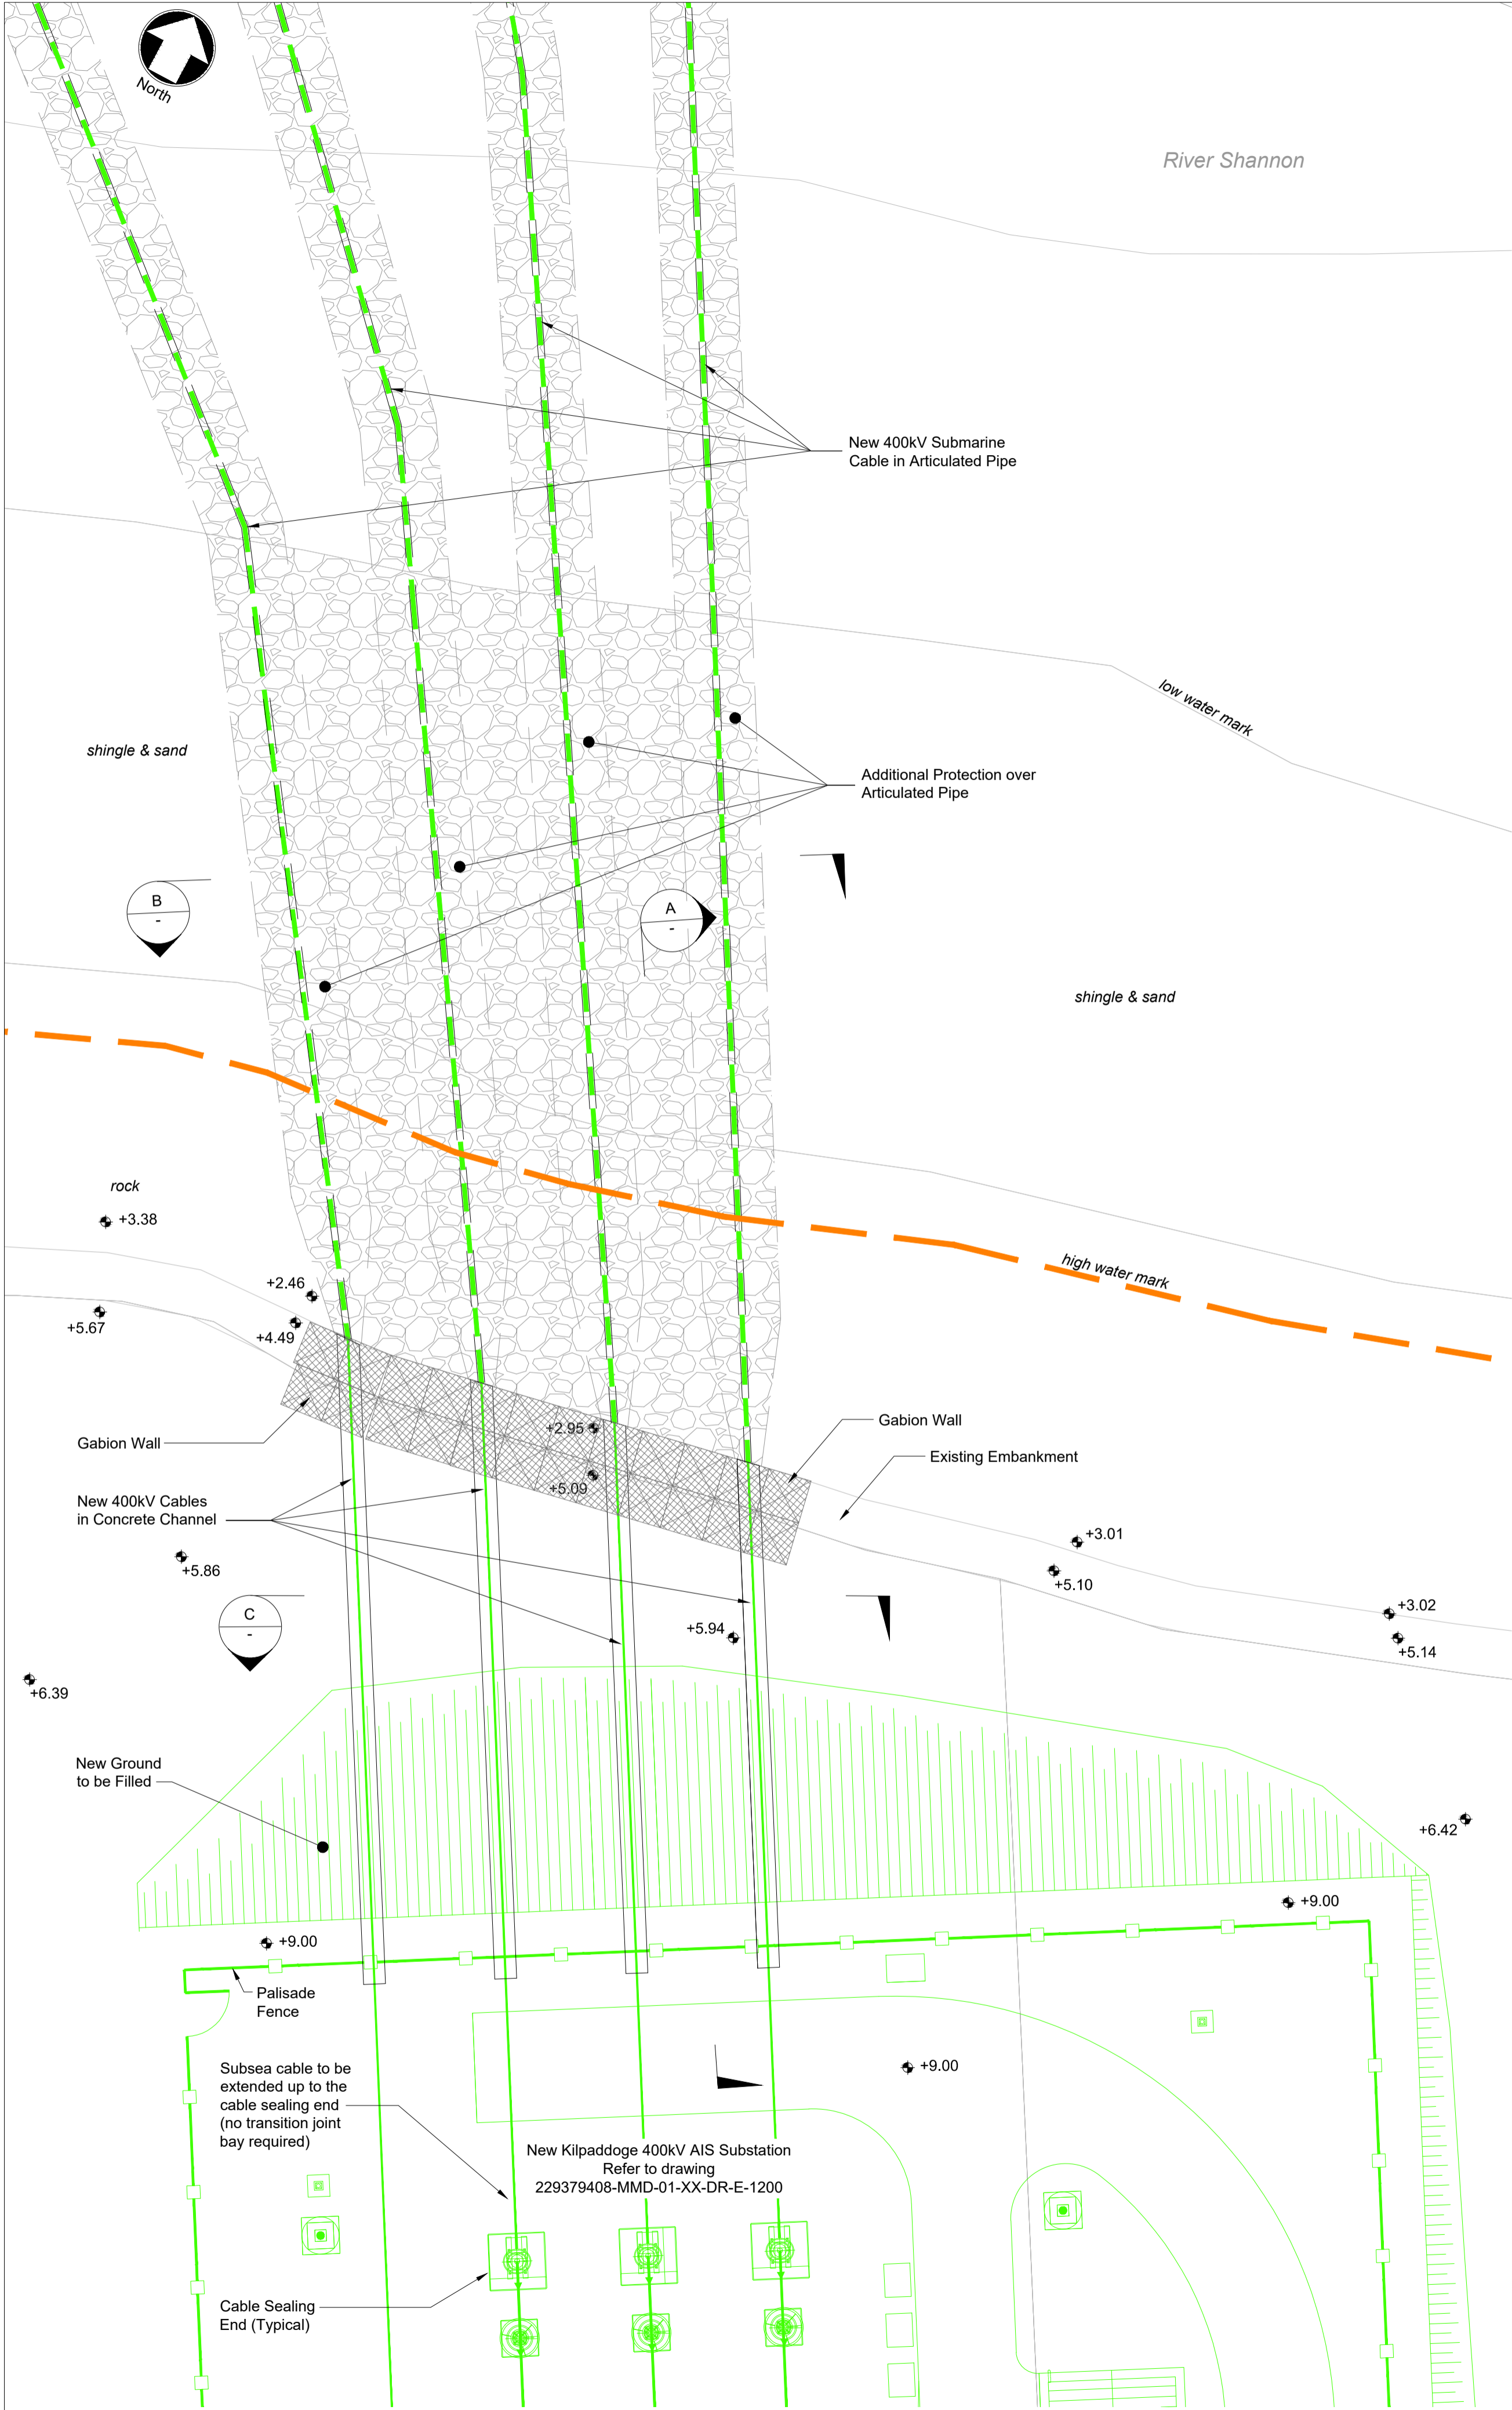 North
River Shannon
New 400kV Submarine
Cable in Articulated Pipe
low water mark
shingle & sand
Additional Protection over
Articulated Pipe
B
-
A
-
shingle & sand
rock
+3.38
high water mark
+2.46
+5.67
+4.49
Gabion Wall
+2.95
Gabion Wall
Existing Embankment
+5.09
New 400kV Cables
in Concrete Channel
+3.01
+5.86
+5.10
C
-
+3.02
+5.94
+5.14
+6.39
New Ground
to be Filled
+6.42
+9.00
+9.00
Palisade
Fence
Subsea cable to be
extended up to the
cable sealing end
(no transition joint
bay required)
+9.00
New Kilpaddoge 400kV AIS Substation
Refer to drawing
229379408-MMD-01-XX-DR-E-1200
Cable Sealing
End (Typical)